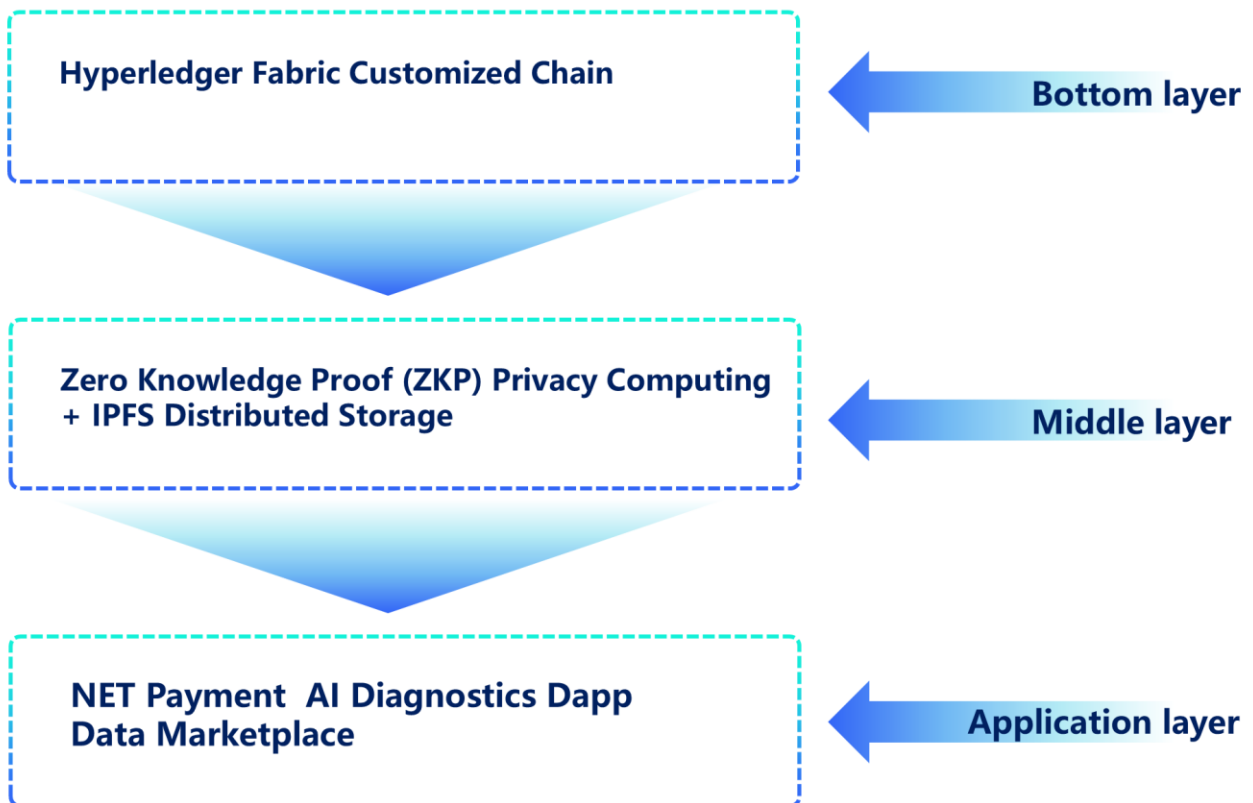 Hyperledger Fabric Customized Chain
Bottom layer
Zero Knowledge Proof (ZKP) Privacy Computing
+ IPFS Distributed Storage
Middle layer
NET Payment  AI Diagnostics Dapp
Data Marketplace
Application layer